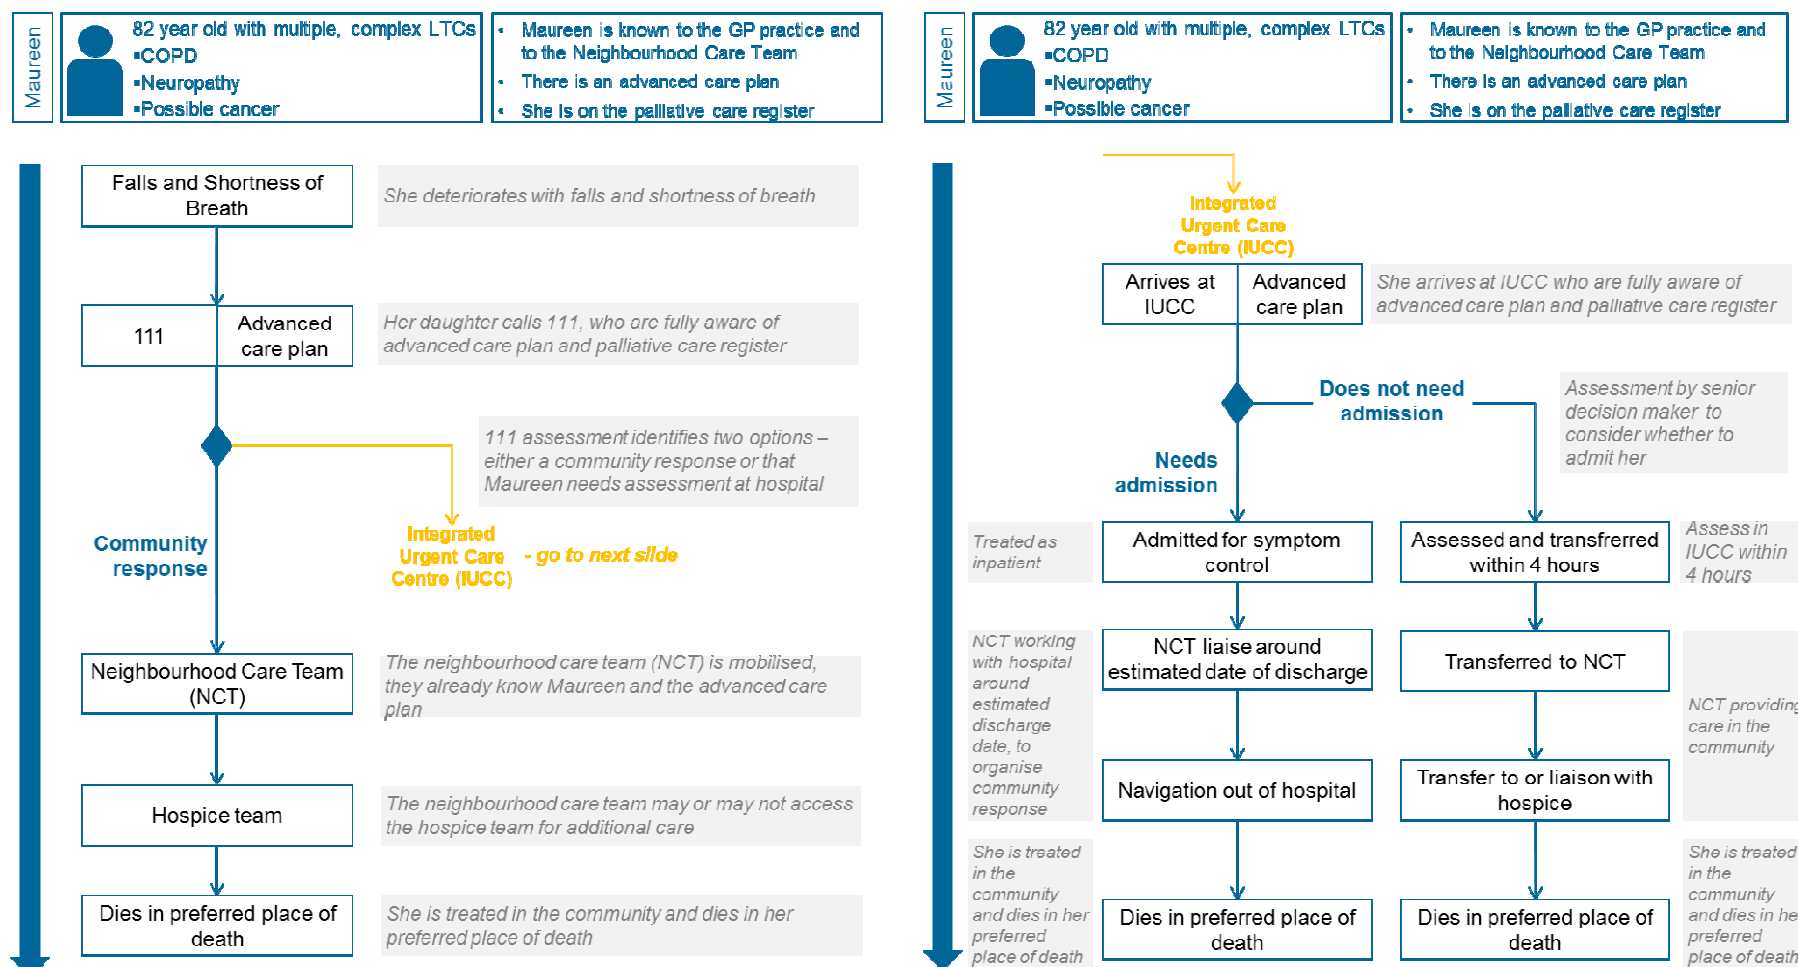 Maureen
82 year old with multiple, complex LTCs
▪COPD
▪Neuropathy
▪Possible cancer
• Maureen is known to the GP practice and
to the Neighbourhood Care Team
• There is an advanced care plan
• She is on the palliative care register
Falls and Shortness of
Breath
She deteriorates with falls and shortness of breath
111
Advanced
care plan
Her daughter calls 111, who are fully aware of
advanced care plan and palliative care register
111 assessment identifies two options –
either a community response or that
Maureen needs assessment at hospital
Community
response
Integrated
Urgent Care
Centre (IUCC)
- go to next slide
Neighbourhood Care Team
(NCT)
The neighbourhood care team (NCT) is mobilised,
they already know Maureen and the advanced care
plan
Hospice team
The neighbourhood care team may or may not access
the hospice team for additional care
Dies in preferred place of
death
She is treated in the community and dies in her
preferred place of death
Maureen
82 year old with multiple, complex LTCs
▪COPD
▪Neuropathy
▪Possible cancer
• Maureen is known to the GP practice and
to the Neighbourhood Care Team
• There is an advanced care plan
• She is on the palliative care register
Integrated
Urgent Care
Centre (IUCC)
Arrives at
IUCC
Advanced
care plan
She arrives at IUCC who are fully aware of
advanced care plan and palliative care register
Does not need
admission
Assessment by senior
decision maker to
consider whether to
admit her
Needs
admission
Treated as
inpatient
Admitted for symptom
control
Assessed and transfrerred
within 4 hours
Assess in
IUCC within
4 hours
NCT working
with hospital
around
estimated
discharge
date, to
organise
community
response
NCT liaise around
estimated date of discharge
Transferred to NCT
NCT providing
care in the
community
Navigation out of hospital
Transfer to or liaison with
hospice
She is treated
in the
community
and dies in her
preferred
place of death
Dies in preferred place of
death
Dies in preferred place of
death
She is treated
in the
community
and dies in he
preferred
place of death